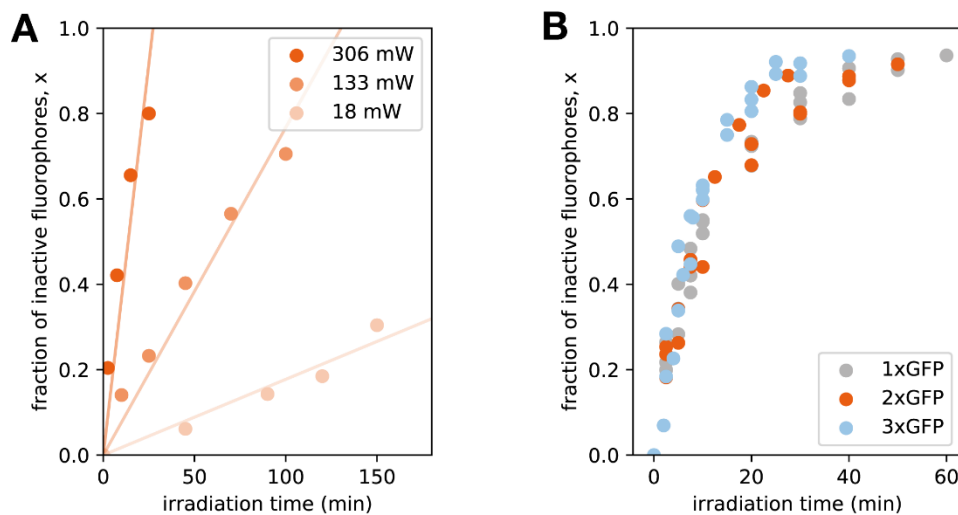 A
fraction of inactive fluorophores, x
1.0
0.8
0.6
0.4
0.2
0.0
306 mW
133 mW
18 mW
0 50 100 150
irradiation time (min)
B
fraction of inactive fluorophores, x
1.0
0.8
0.6
0.4
0.2
0.0
1xGFP
2xGFP
3xGFP
0 20 40 60
irradiation time (min)